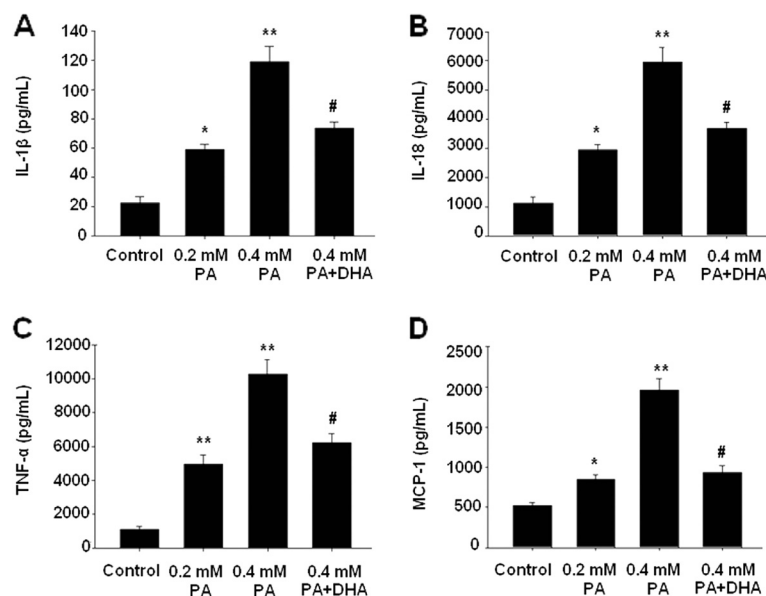 A
IL-1β (pg/mL)
140
120
100
80
60
40
20
0
*
**
#
Control
0.2 mM
PA
0.4 mM
PA
0.4 mM
PA+DHA
B
IL-18 (pg/mL)
7000
6000
5000
4000
3000
2000
1000
0
*
**
#
Control
0.2 mM
PA
0.4 mM
PA
0.4 mM
PA+DHA
C
TNF-α (pg/mL)
12000
10000
8000
6000
4000
2000
0
**
**
#
Control
0.2 mM
PA
0.4 mM
PA
0.4 mM
PA+DHA
D
MCP-1 (pg/mL)
2500
2000
1500
1000
500
0
*
**
#
Control
0.2 mM
PA
0.4 mM
PA
0.4 mM
PA+DHA